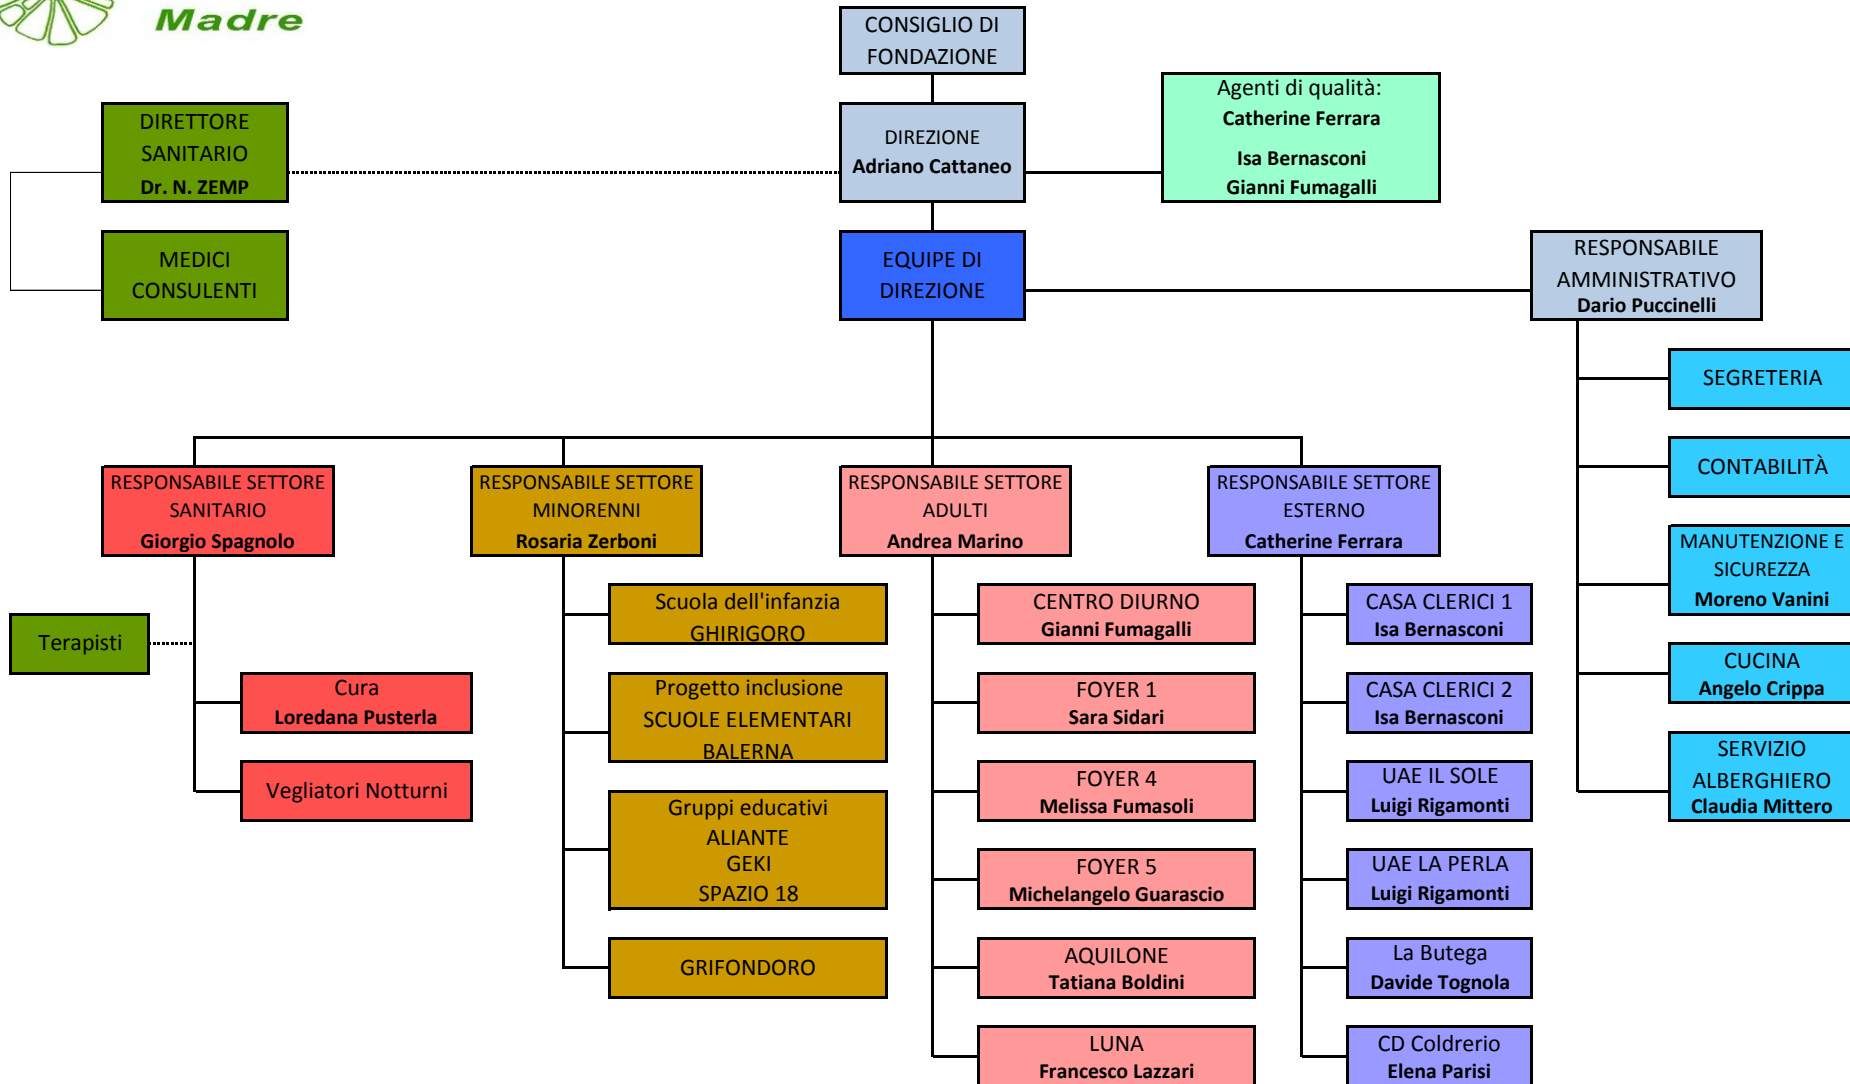 Madre
CONSIGLIO DI
FONDAZIONE
DIRETTORE
SANITARIO
Dr. N. ZEMP
DIREZIONE
Adriano Cattaneo
Agenti di qualità:
Catherine Ferrara
Isa Bernasconi
Gianni Fumagalli
MEDICI
CONSULENTI
EQUIPE DI
DIREZIONE
RESPONSABILE
AMMINISTRATIVO
Dario Puccinelli
SEGRETERIA
CONTABILITÀ
MANUTENZIONE E
SICUREZZA
Moreno Vanini
CUCINA
Angelo Crippa
SERVIZIO
ALBERGHIERO
Claudia Mittero
RESPONSABILE SETTORE
SANITARIO
Giorgio Spagnolo
Terapisti
Cura
Loredana Pusterla
Vegliatori Notturni
RESPONSABILE SETTORE
MINORENNI
Rosaria Zerboni
Scuola dell'infanzia
GHIRIGORO
Progetto inclusione
SCUOLE ELEMENTARI
BALERNA
Gruppi educativi
ALIANTE
GEKI
SPAZIO 18
GRIFONDORO
RESPONSABILE SETTORE
ADULTI
Andrea Marino
CENTRO DIURNO
Gianni Fumagalli
FOYER 1
Sara Sidari
FOYER 4
Melissa Fumasoli
FOYER 5
Michelangelo Guarascio
AQUILONE
Tatiana Boldini
LUNA
Francesco Lazzari
RESPONSABILE SETTORE
ESTERNO
Catherine Ferrara
CASA CLERICI 1
Isa Bernasconi
CASA CLERICI 2
Isa Bernasconi
UAE IL SOLE
Luigi Rigamonti
UAE LA PERLA
Luigi Rigamonti
La Butega
Davide Tognola
CD Coldrerio
Elena Parisi